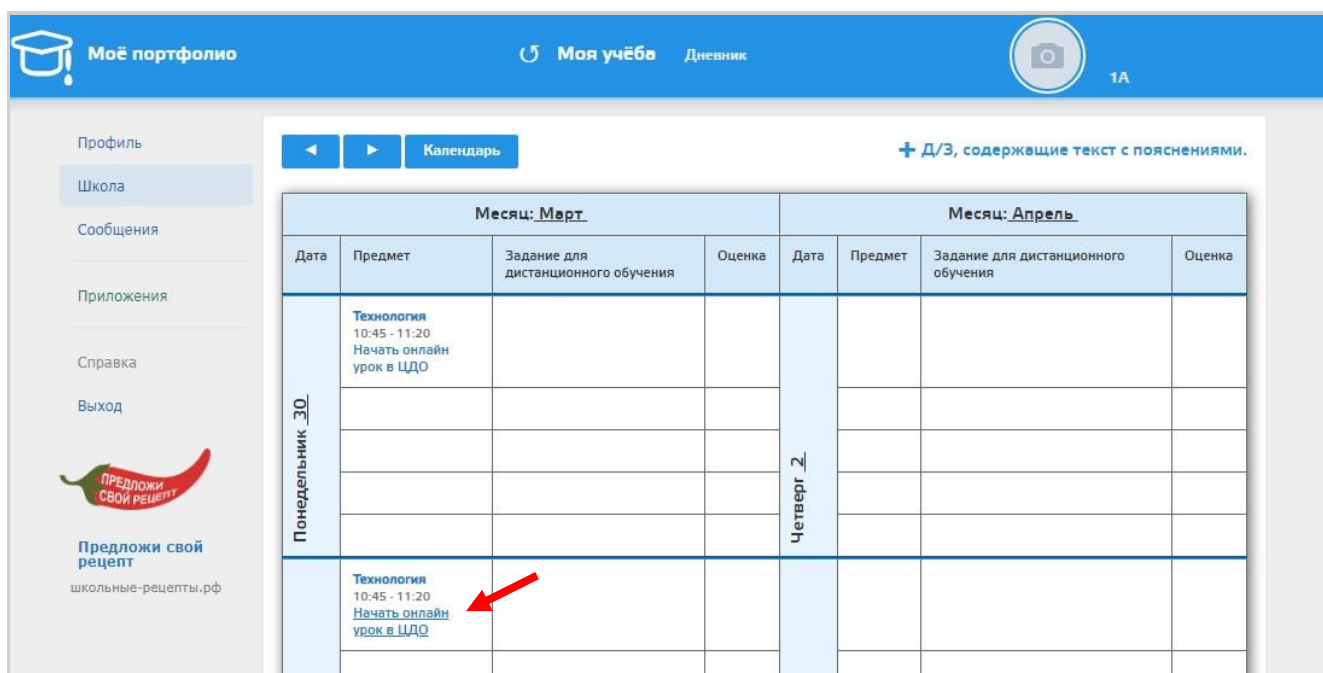 Моё портфолио
Моя учёба Дневник
1А
Профиль
Школа
Сообщения
Приложения
Справка
Выход
ПРЕДЛОЖИ
СВОЙ РЕЦЕПТ
Предложи свой
рецепт
школьные-рецепты.рф
Календарь
+ Д/З, содержащие текст с пояснениями.
Месяц: Март Месяц: Апрель
Дата Предмет Задание для дистанционного обучения Оценка Дата Предмет Задание для дистанционного обучения Оценка
Понедельник 30
Технология
10:45 - 11:20
Начать онлайн
урок в ЦДО
Четверг 2
Технология
10:45 - 11:20
Начать онлайн
урок в ЦДО